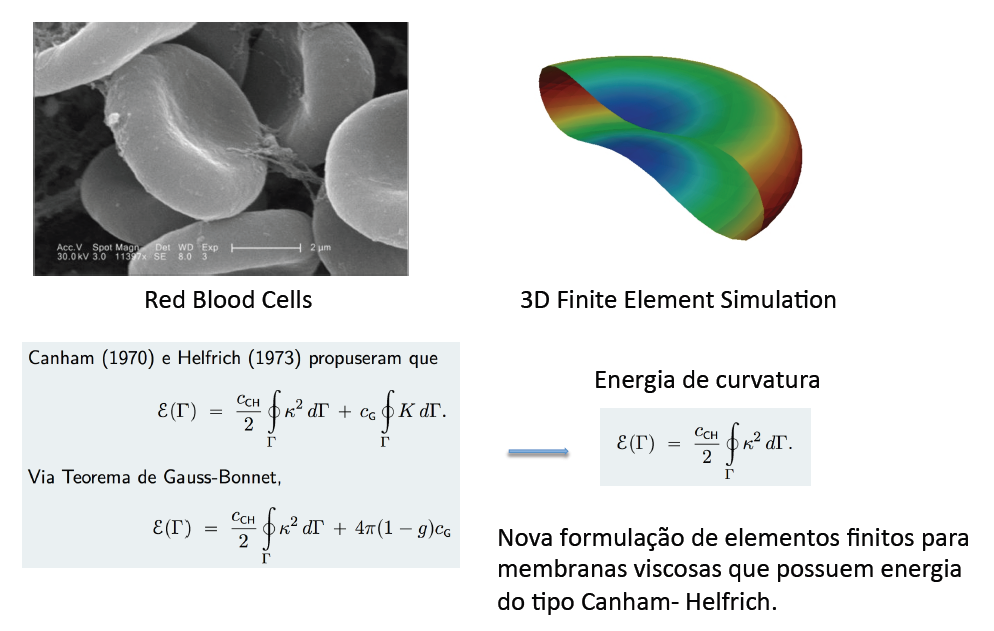 Acc.V Spot Magn Det WD Exp
30.0 kV 3.0 11397x SE 8.0 3
2 μm
Red Blood Cells
3D Finite Element Simulation
Canham (1970) e Helfrich (1973) propuseram que
ℰ(Γ) = c_CH/2 ∮_Γ κ² dΓ + c_G ∮_Γ K dΓ.
Via Teorema de Gauss-Bonnet,
ℰ(Γ) = c_CH/2 ∮_Γ κ² dΓ + 4π(1 − g)c_G
Energia de curvatura
ℰ(Γ) = c_CH/2 ∮_Γ κ² dΓ.
Nova formulação de elementos finitos para
membranas viscosas que possuem energia
do tipo Canham- Helfrich.